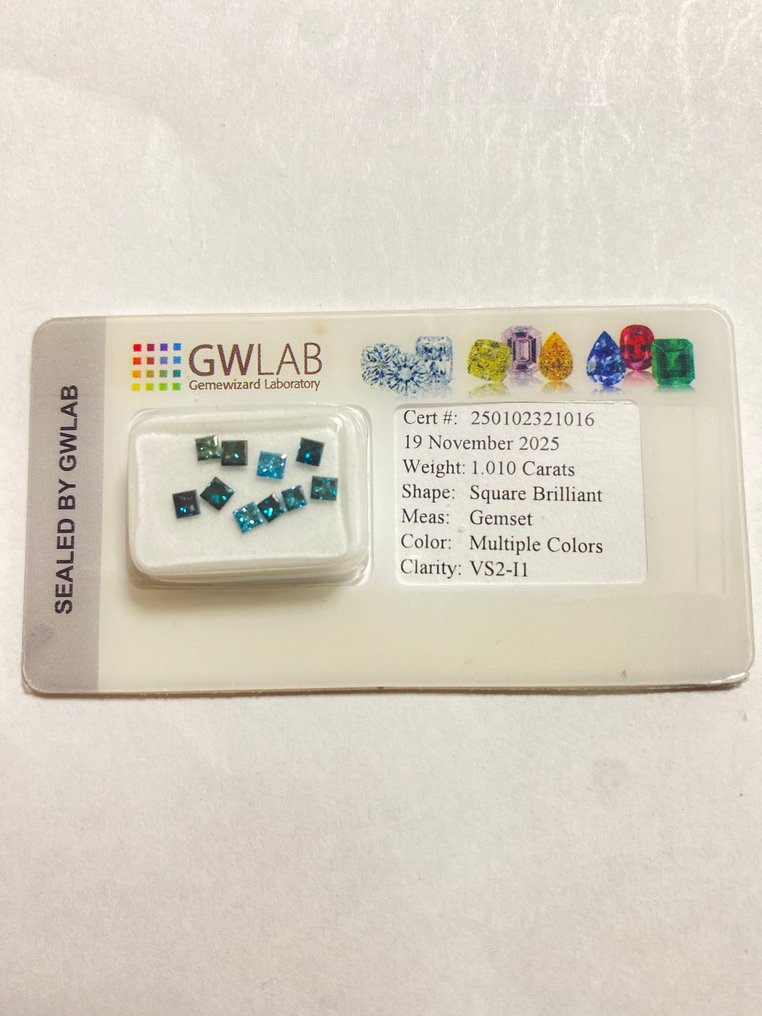 SEALED BY GWLAB
GWLAB
Gemewizard Laboratory
Cert #: 250102321016
19 November 2025
Weight: 1.010 Carats
Shape: Square Brilliant
Meas: Gemset
Color: Multiple Colors
Clarity: VS2-I1